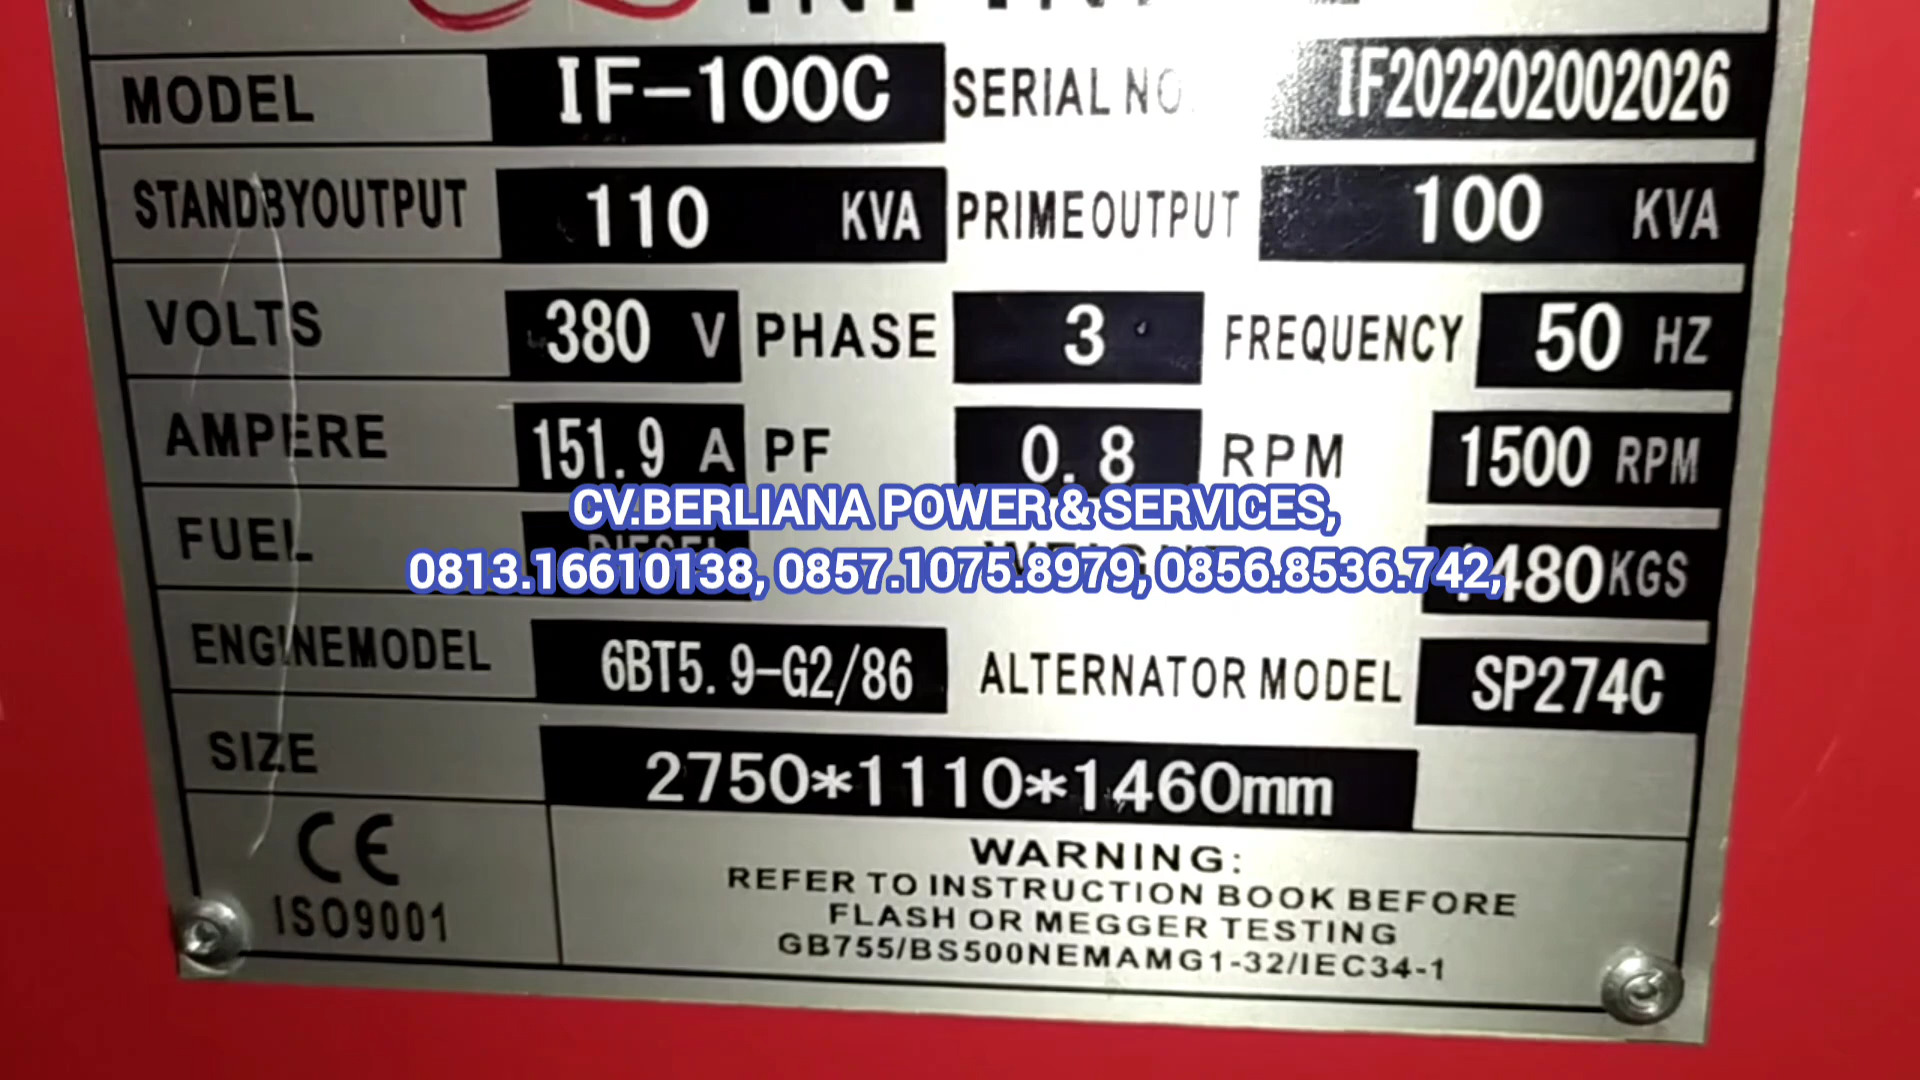 MODEL IF-100C SERIAL NO. IF202202002026
STANDBYOUTPUT 110 KVA PRIMEOUTPUT 100 KVA
VOLTS 380 V PHASE 3 FREQUENCY 50 HZ
AMPERE 151.9 A PF 0.8 RPM 1500 RPM
CV.BERLIANA POWER & SERVICES,
FUEL DIESEL WEIGHT 1480 KGS
0813.16610138, 0857.1075.8979, 0856.8536.742,
ENGINEMODEL 6BT5.9-G2/86 ALTERNATOR MODEL SP274C
SIZE 2750*1110*1460mm
CE
ISO9001
WARNING:
REFER TO INSTRUCTION BOOK BEFORE
FLASH OR MEGGER TESTING
GB755/BS500NEMAMG1-32/IEC34-1